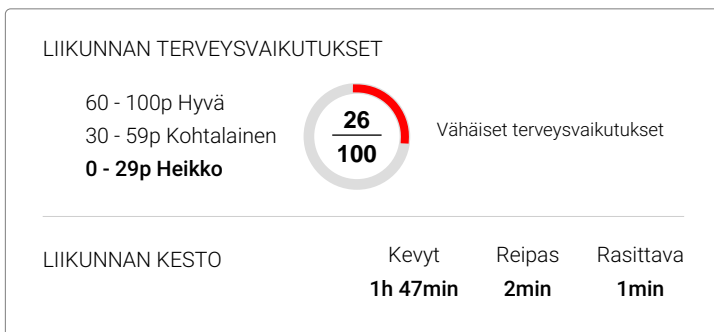 LIIKUNNAN TERVEYSVAIKUTUKSET
60 - 100p Hyvä
30 - 59p Kohtalainen
0 - 29p Heikko
26
100
Vähäiset terveysvaikutukset
LIIKUNNAN KESTO
Kevyt Reipas Rasittava
1h 47min 2min 1min